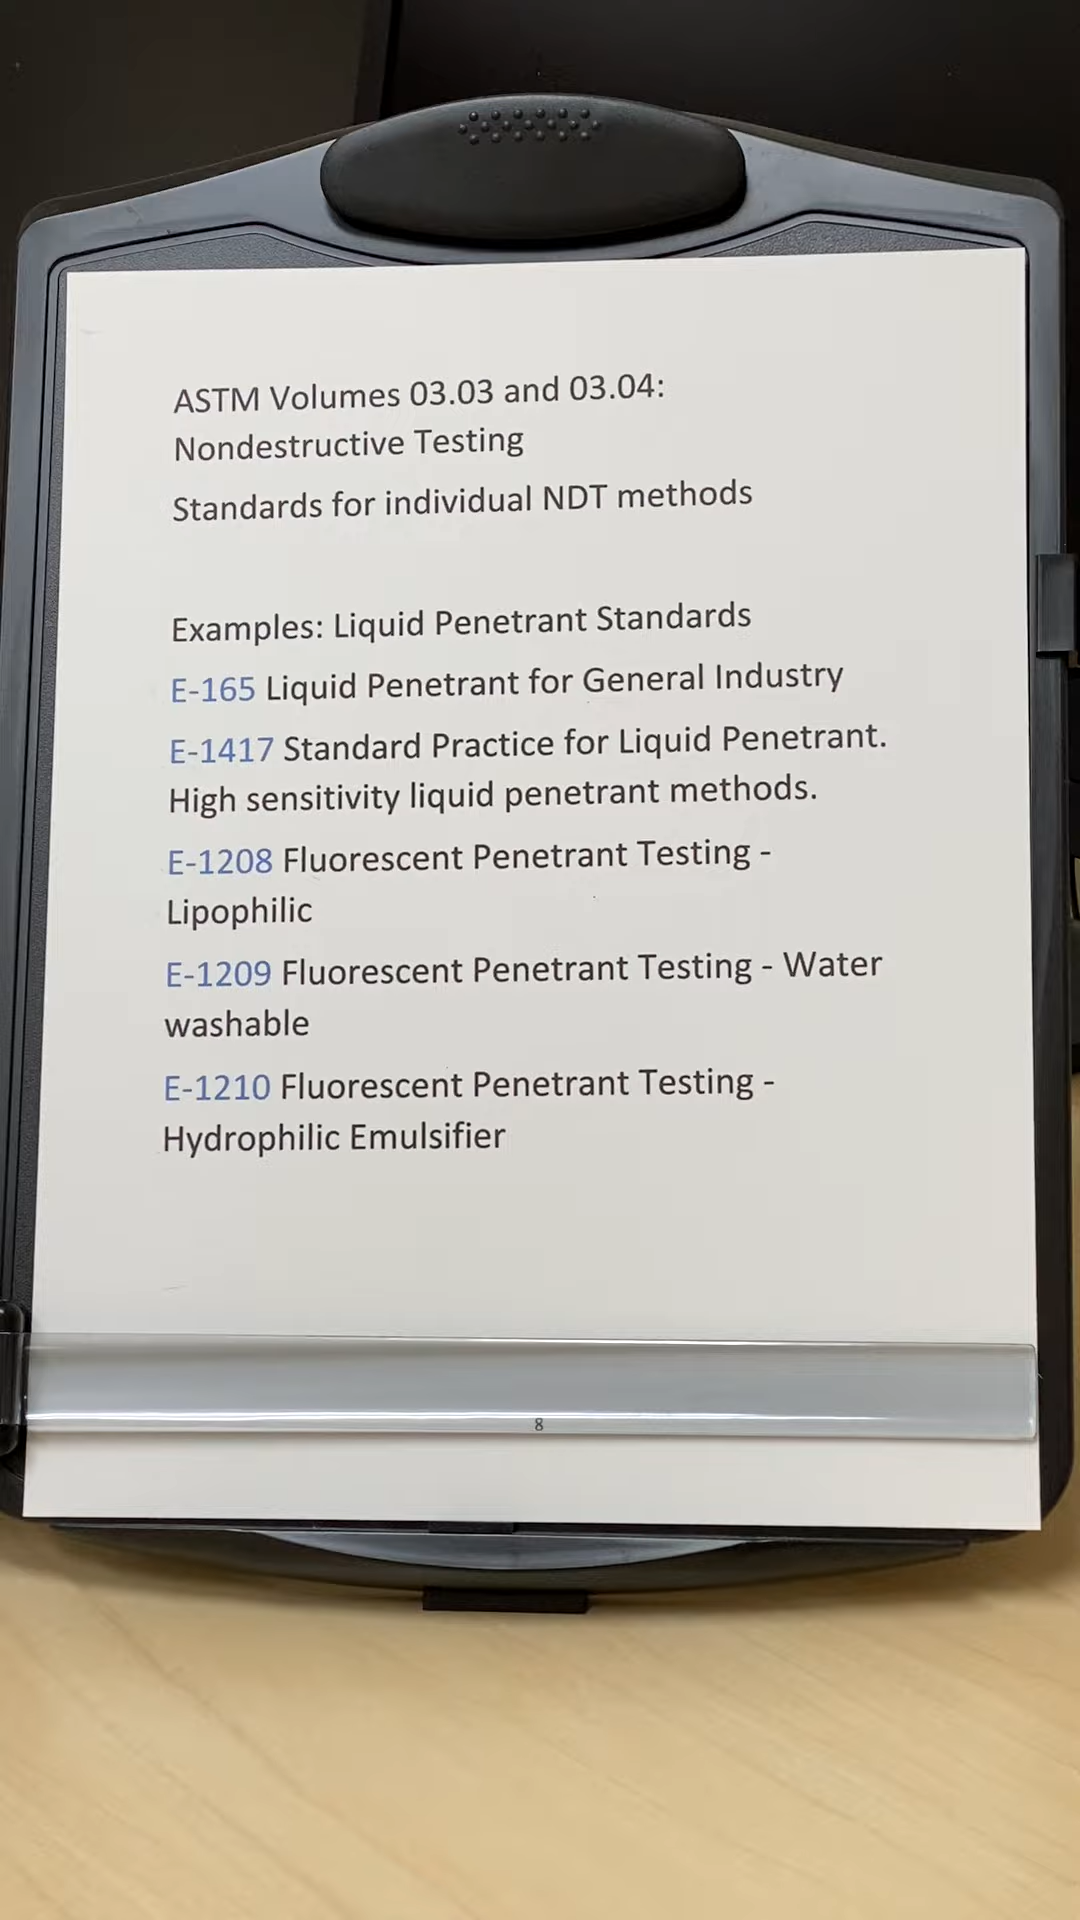 ASTM Volumes 03.03 and 03.04:
Nondestructive Testing
Standards for individual NDT methods
Examples: Liquid Penetrant Standards
E-165 Liquid Penetrant for General Industry
E-1417 Standard Practice for Liquid Penetrant.
High sensitivity liquid penetrant methods.
E-1208 Fluorescent Penetrant Testing -
Lipophilic
E-1209 Fluorescent Penetrant Testing - Water
washable
E-1210 Fluorescent Penetrant Testing -
Hydrophilic Emulsifier
8